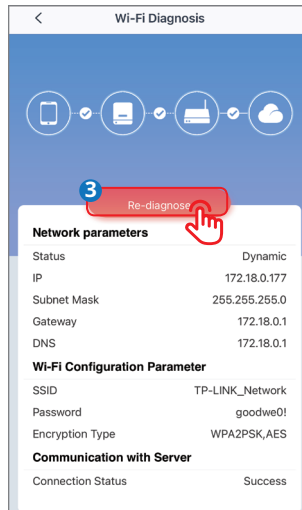 Wi-Fi Diagnosis
3
Re-diagnose
Network parameters
Status Dynamic
IP 172.18.0.177
Subnet Mask 255.255.255.0
Gateway 172.18.0.1
DNS 172.18.0.1
Wi-Fi Configuration Parameter
SSID TP-LINK_Network
Password goodwe0!
Encryption Type WPA2PSK,AES
Communication with Server
Connection Status Success